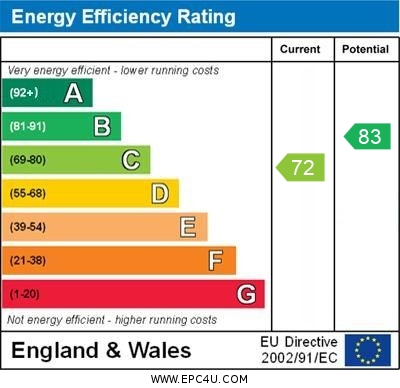 Energy Efficiency Rating
Current Potential
Very energy efficient - lower running costs
(92+) A
(81-91) B
83
(69-80) C
72
(55-68) D
(39-54) E
(21-38) F
(1-20) G
Not energy efficient - higher running costs
England & Wales
EU Directive
2002/91/EC
WWW.EPC4U.COM